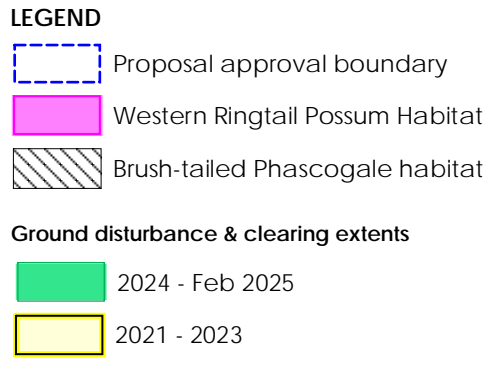 LEGEND
Proposal approval boundary
Western Ringtail Possum Habitat
Brush-tailed Phascogale habitat
Ground disturbance & clearing extents
2024 - Feb 2025
2021 - 2023